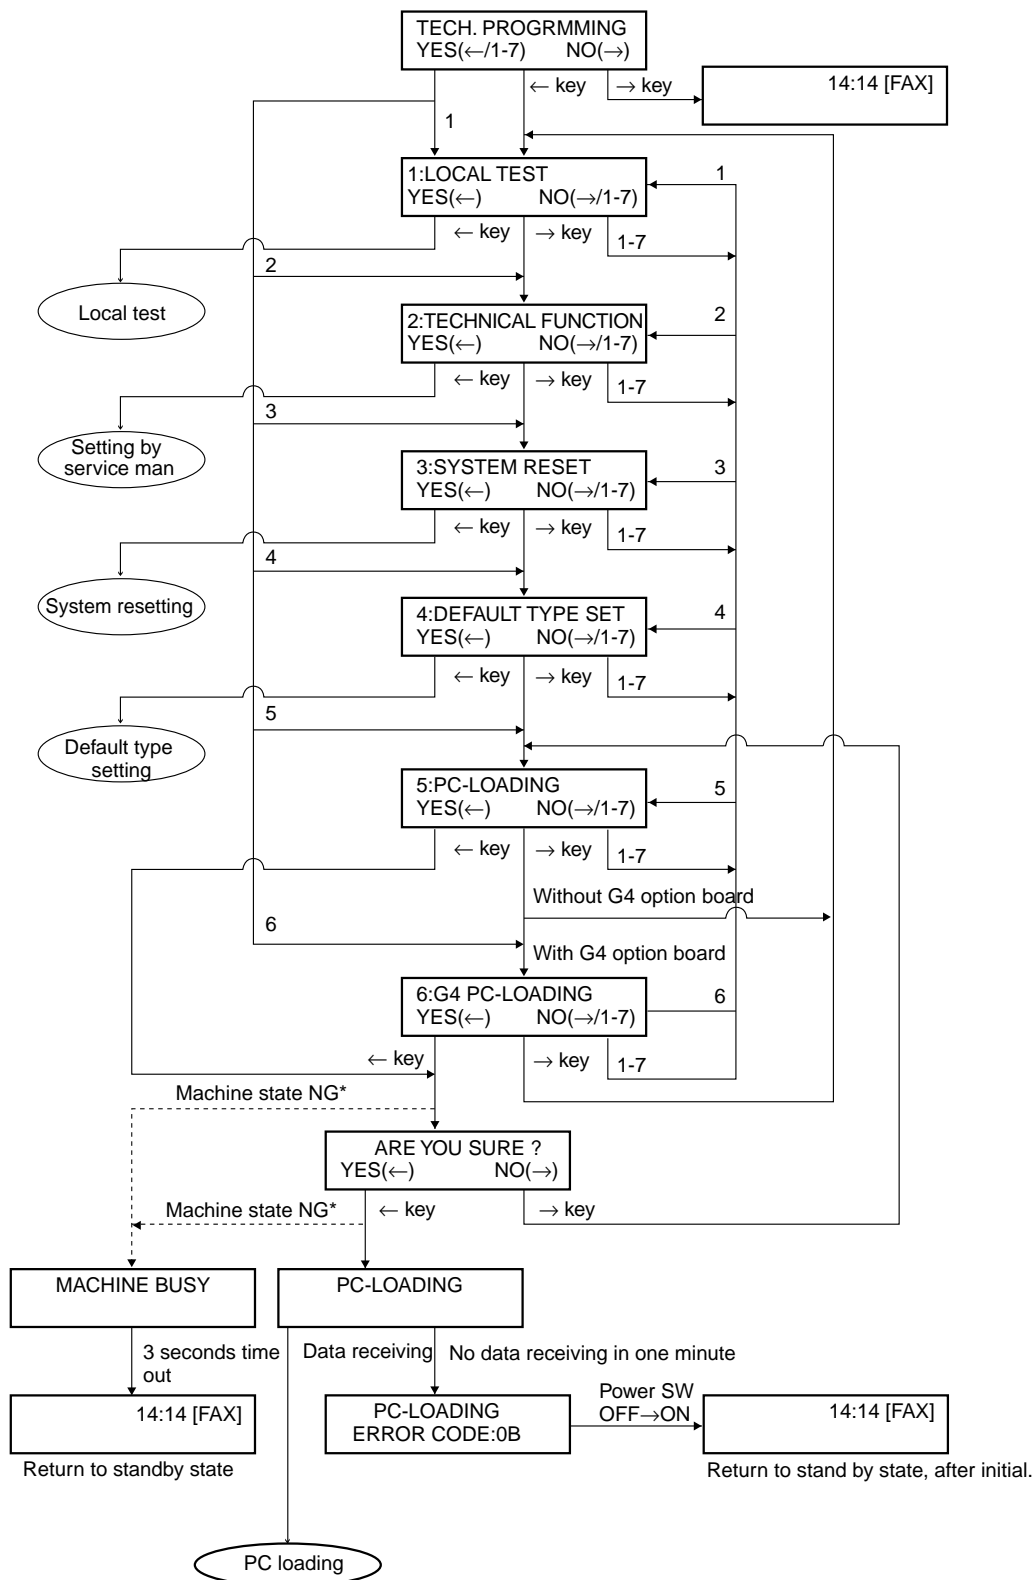 TECH. PROGRMMING
YES(←/1-7) NO(→)
← key
→ key
14:14 [FAX]
1
1:LOCAL TEST
YES(←) NO(→/1-7)
1
← key
→ key
1-7
2
Local test
2:TECHNICAL FUNCTION
YES(←) NO(→/1-7)
2
← key
→ key
1-7
3
Setting by
service man
3:SYSTEM RESET
YES(←) NO(→/1-7)
3
← key
→ key
1-7
4
System resetting
4:DEFAULT TYPE SET
YES(←) NO(→/1-7)
4
← key
→ key
1-7
5
Default type
setting
5:PC-LOADING
YES(←) NO(→/1-7)
5
← key
→ key
1-7
Without G4 option board
6
With G4 option board
6:G4 PC-LOADING
YES(←) NO(→/1-7)
6
← key
→ key
1-7
Machine state NG*
ARE YOU SURE ?
YES(←) NO(→)
Machine state NG*
← key
→ key
MACHINE BUSY
PC-LOADING
3 seconds time
out
Data receiving
No data receiving in one minute
14:14 [FAX]
Return to standby state
PC-LOADING
ERROR CODE:0B
Power SW
OFF→ON
14:14 [FAX]
Return to stand by state, after initial.
PC loading